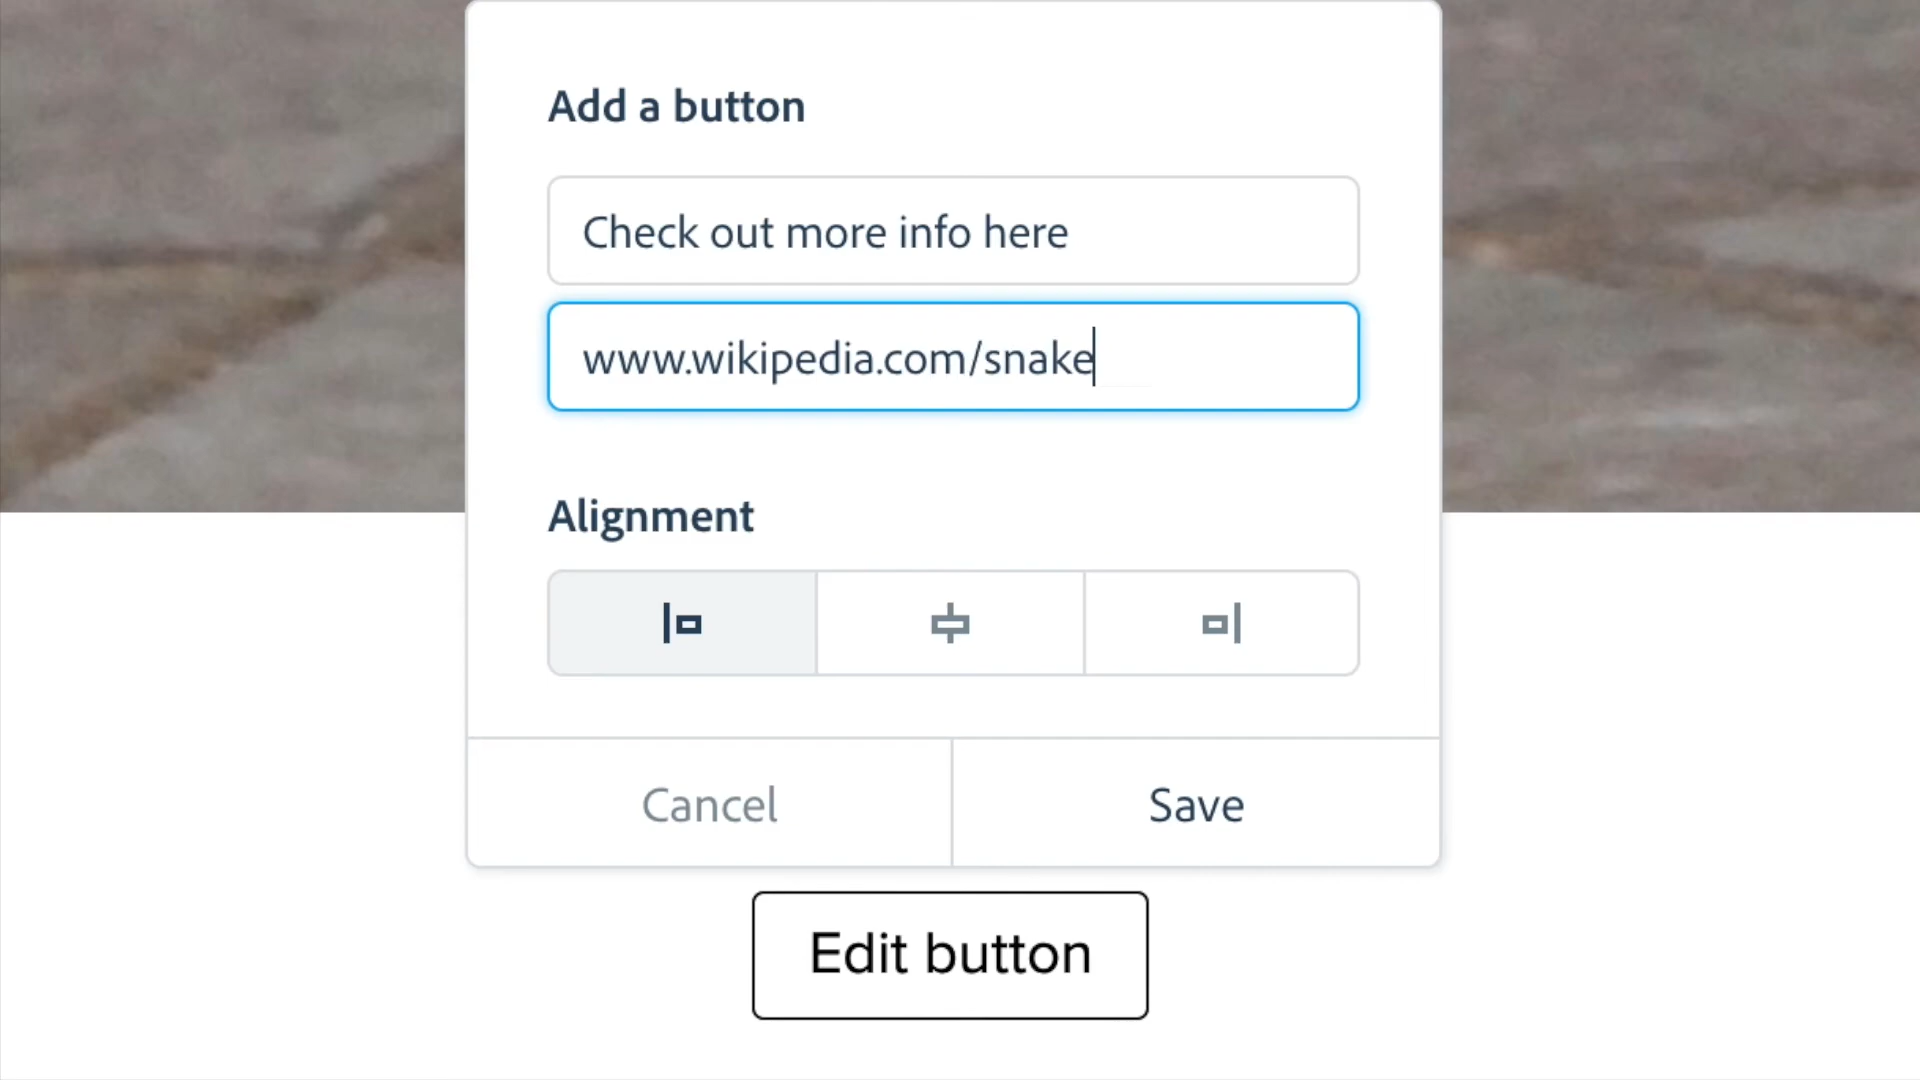 Add a button
Check out more info here
www.wikipedia.com/snake
Alignment
Cancel
Save
Edit button